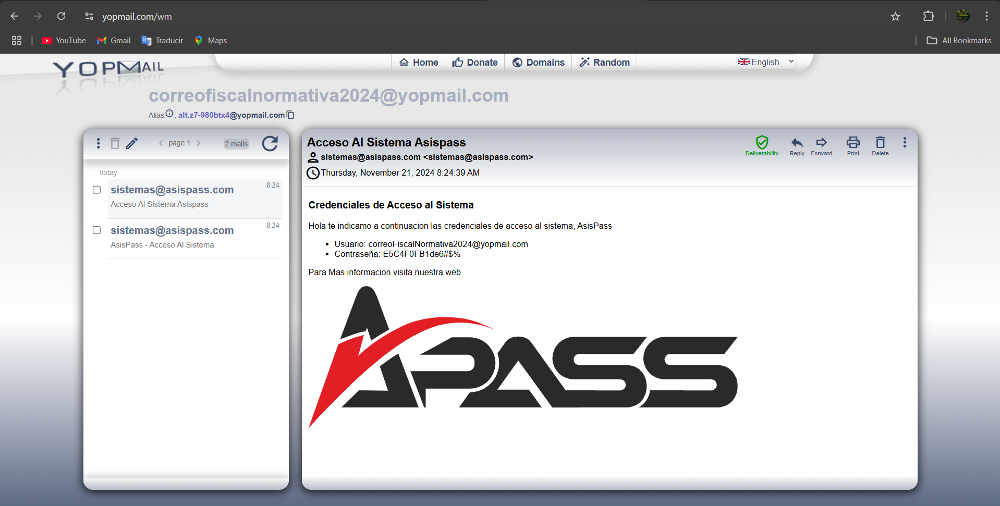 yopmail.com/wm
YouTube
Gmail
Traducir
Maps
All Bookmarks
YOPMAIL
Home
Donate
Domains
Random
English
correofiscalnormativa2024@yopmail.com
Alias : alt.z7-980btx4@yopmail.com
page 1
2 mails
today
sistemas@asispass.com
8:24
Acceso Al Sistema Asispass
sistemas@asispass.com
8:24
AsisPass - Acceso Al Sistema
Acceso Al Sistema Asispass
sistemas@asispass.com <sistemas@asispass.com>
Thursday, November 21, 2024 8:24:39 AM
Deliverability
Reply
Forward
Print
Delete
Credenciales de Acceso al Sistema
Hola te indicamo a continuacion las credenciales de acceso al sistema, AsisPass
• Usuario: correoFiscalNormativa2024@yopmail.com
• Contraseña: E5C4F0FB1de6#$%
Para Mas informacion visita nuestra web
APASS